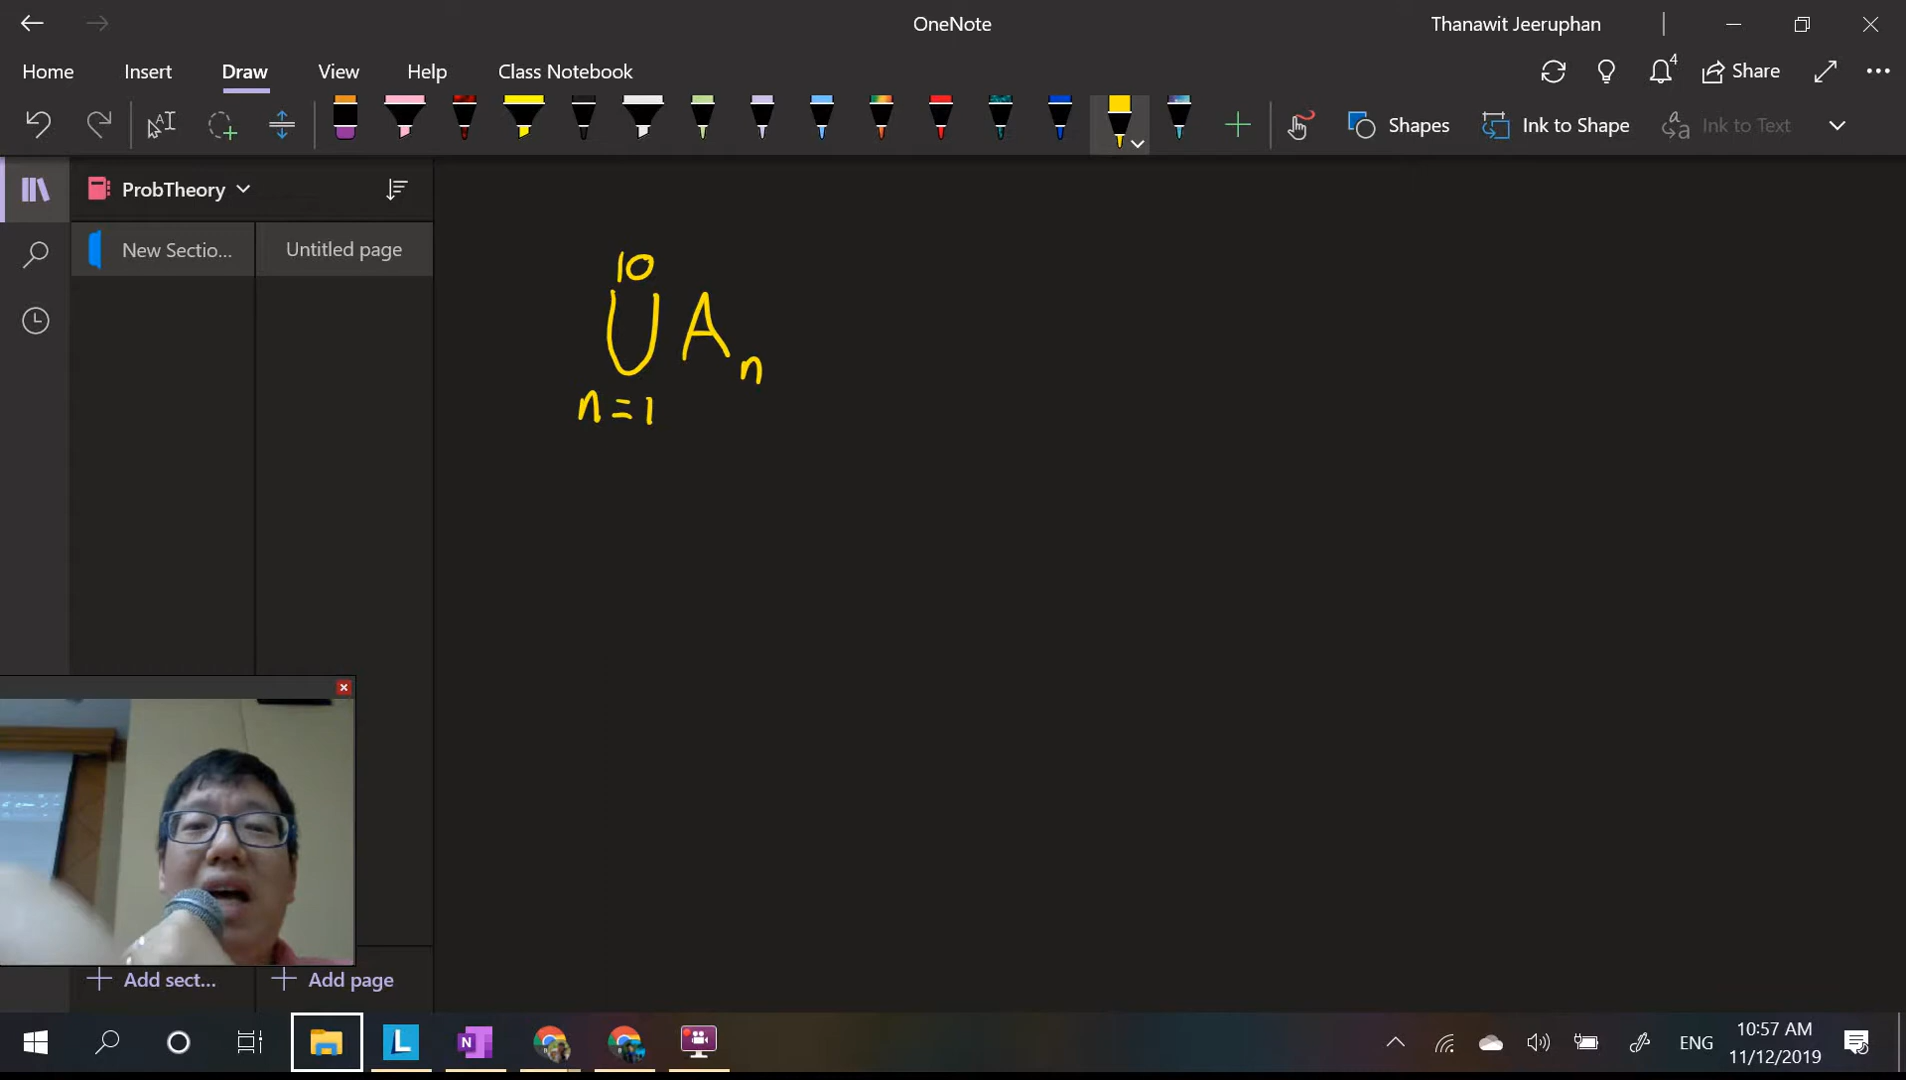 OneNote
Thanawit Jeeruphan
Home Insert Draw View Help Class Notebook
4
Share
Shapes
Ink to Shape
Ink to Text
ProbTheory
New Sectio...
Untitled page
10
U A
n
n = 1
Add sect...
Add page
ENG
10:57 AM
11/12/2019